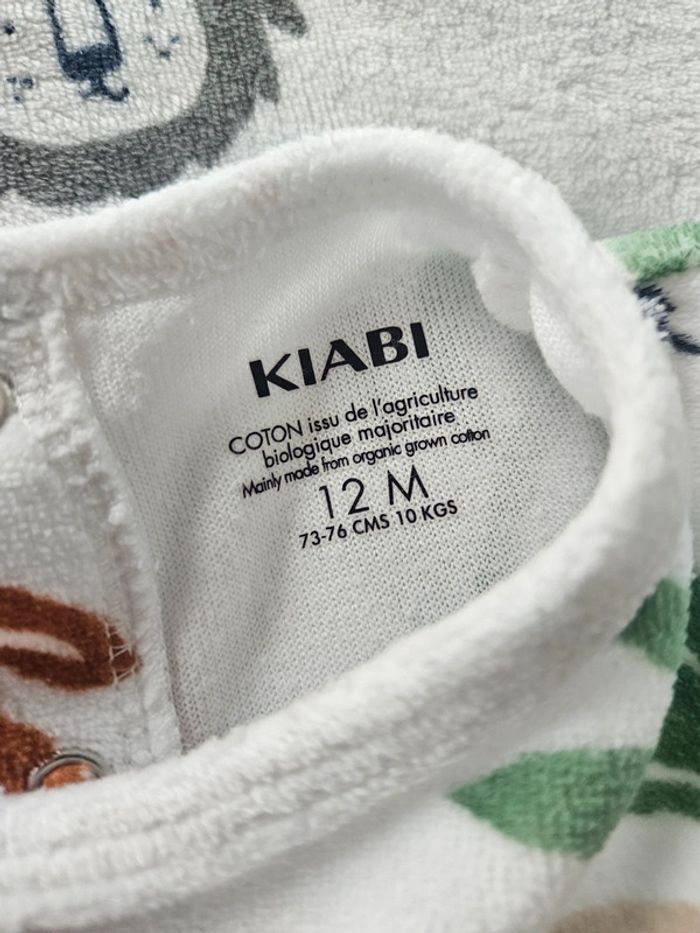 KIABI
COTON issu de l'agriculture
biologique majoritaire
Mainly made from organic grown cotton
12 M
73-76 CMS 10 KGS